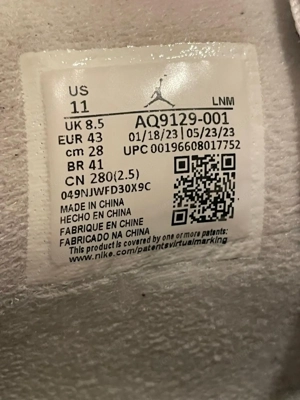 US
11
LNM
UK 8.5
AQ9129-001
EUR 43
01/18/23 | 05/23/23
cm 28
UPC 00196608017752
BR 41
CN 280(2.5)
049NJWFD30X9C
MADE IN CHINA
HECHO EN CHINA
FABRIQUE EN CHINE
FABRICADO NA CHINA
This product is covered by one or more patents:
www.nike.com/patentsvirtualmarking